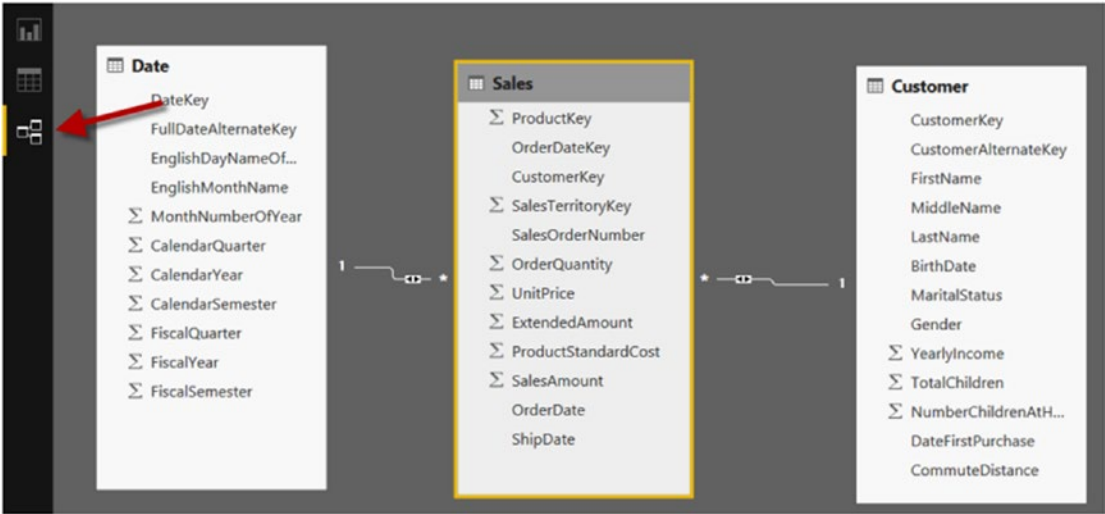 Date
DateKey
FullDateAlternateKey
EnglishDayNameOf...
EnglishMonthName
Σ MonthNumberOfYear
Σ CalendarQuarter
Σ CalendarYear
Σ CalendarSemester
Σ FiscalQuarter
Σ FiscalYear
Σ FiscalSemester
1
*
Sales
Σ ProductKey
OrderDateKey
CustomerKey
Σ SalesTerritoryKey
SalesOrderNumber
Σ OrderQuantity
Σ UnitPrice
Σ ExtendedAmount
Σ ProductStandardCost
Σ SalesAmount
OrderDate
ShipDate
*
1
Customer
CustomerKey
CustomerAlternateKey
FirstName
MiddleName
LastName
BirthDate
MaritalStatus
Gender
Σ YearlyIncome
Σ TotalChildren
Σ NumberChildrenAtH...
DateFirstPurchase
CommuteDistance